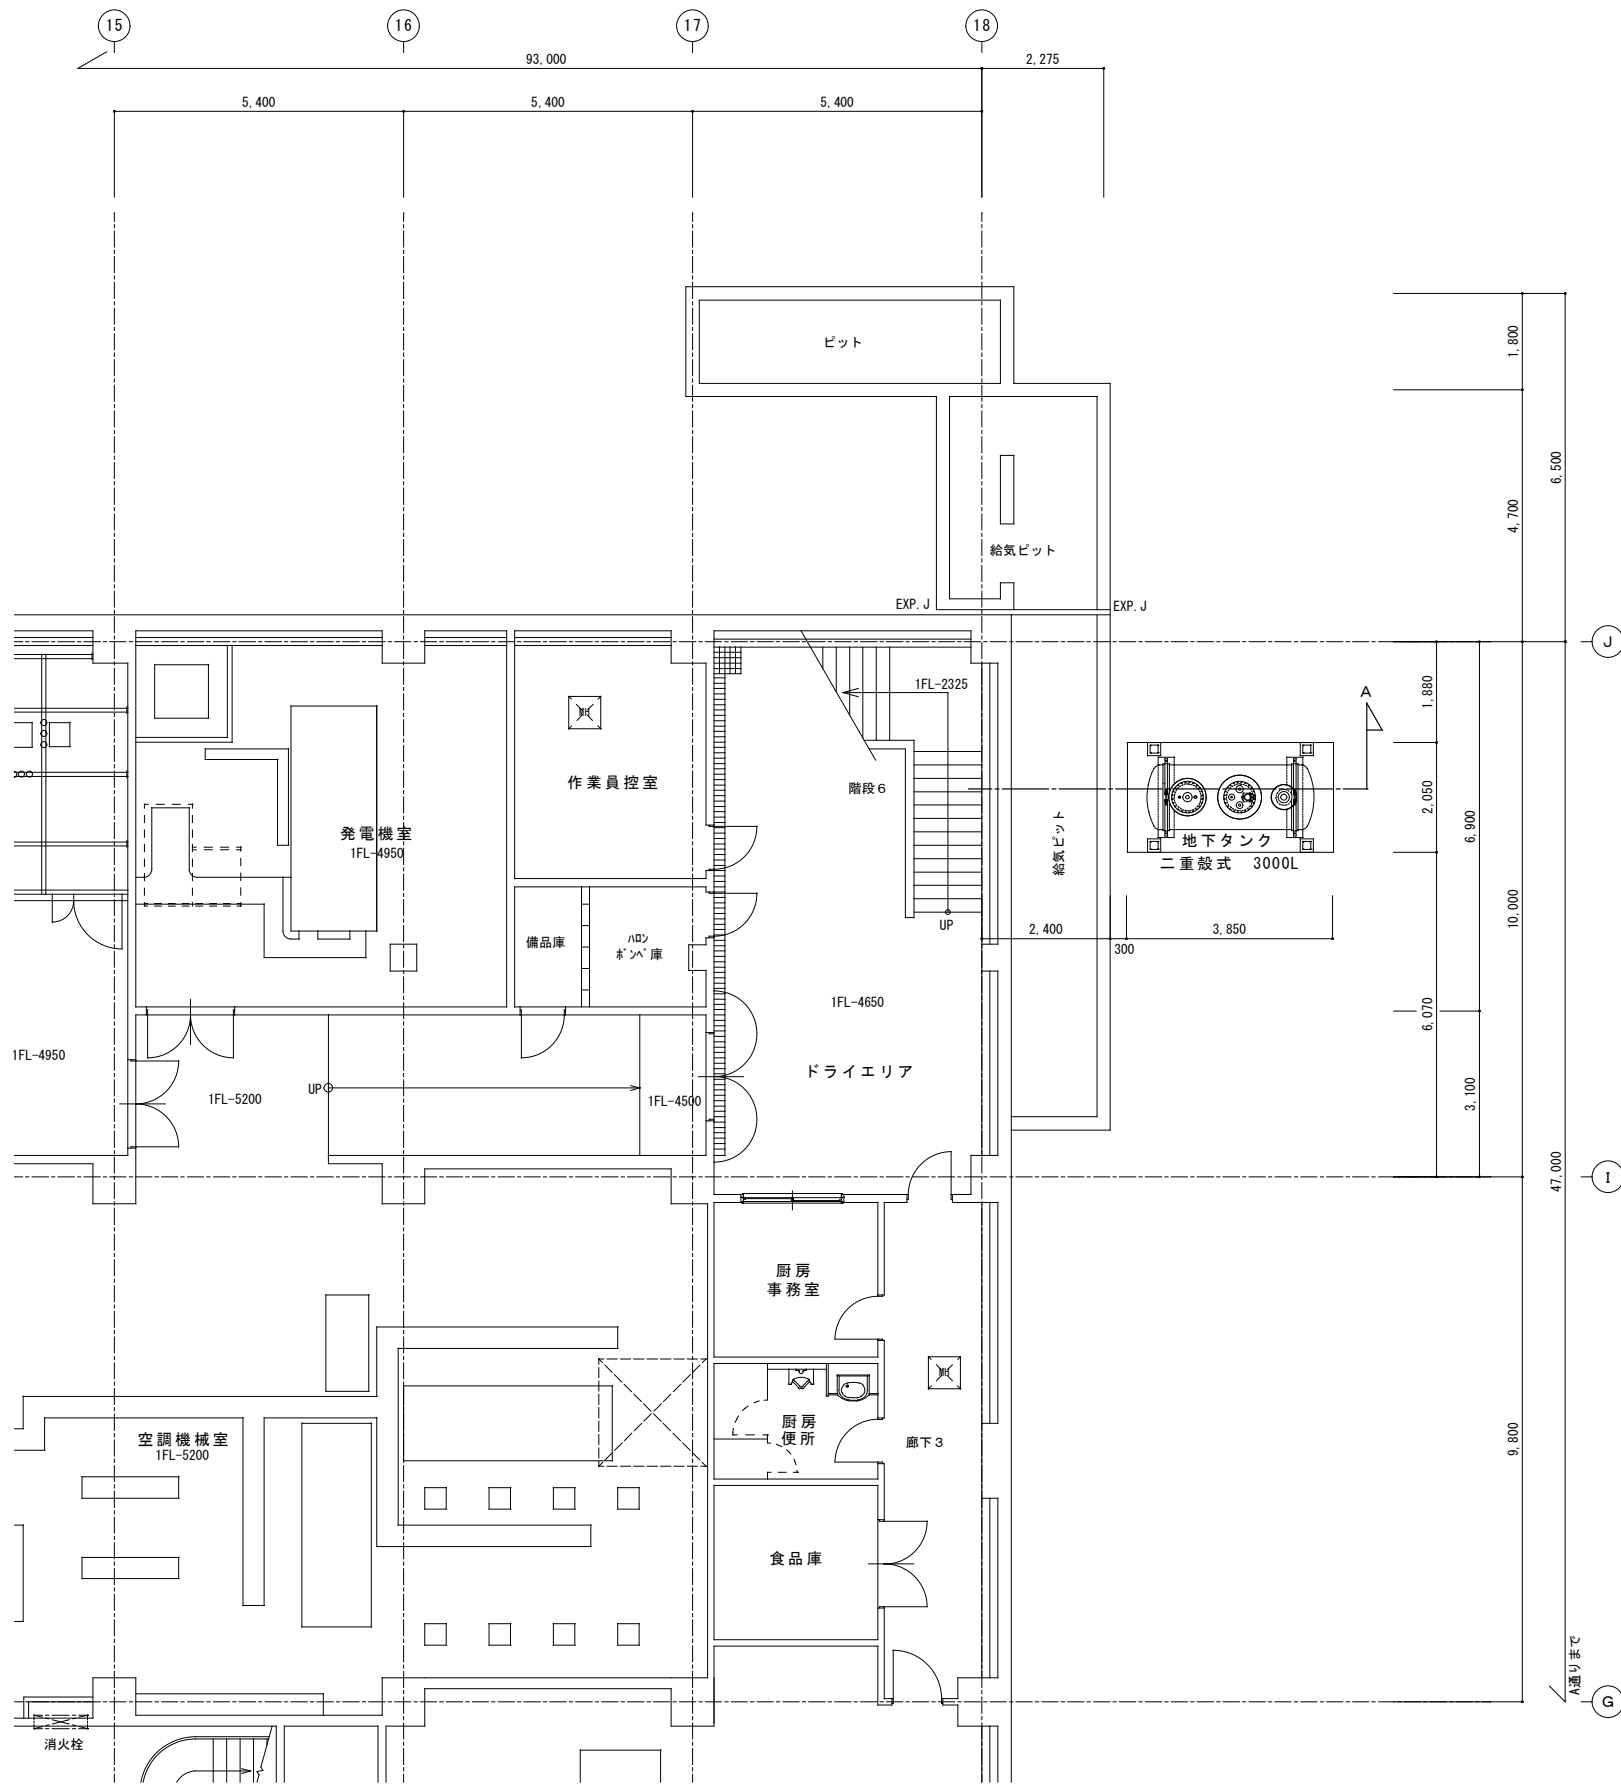 15
16
17
18
93,000
2,275
5,400
5,400
5,400
ピット
1,800
6,500
4,700
給気ピット
EXP.J
EXP.J
J
1FL-2325
1,880
A
MH
作業員控室
階段6
2,050
6,900
発電機室
1FL-4950
地下タンク
二重殻式 3000L
給気ピット
備品庫
ハロン
ボンベ庫
UP
2,400
300
3,850
10,000
1FL-4650
6,070
1FL-4950
ドライエリア
UP
1FL-5200
1FL-4500
3,100
I
47,000
厨房
事務室
MH
厨房
便所
廊下3
空調機械室
1FL-5200
9,800
食品庫
A通りまで
G
消火栓